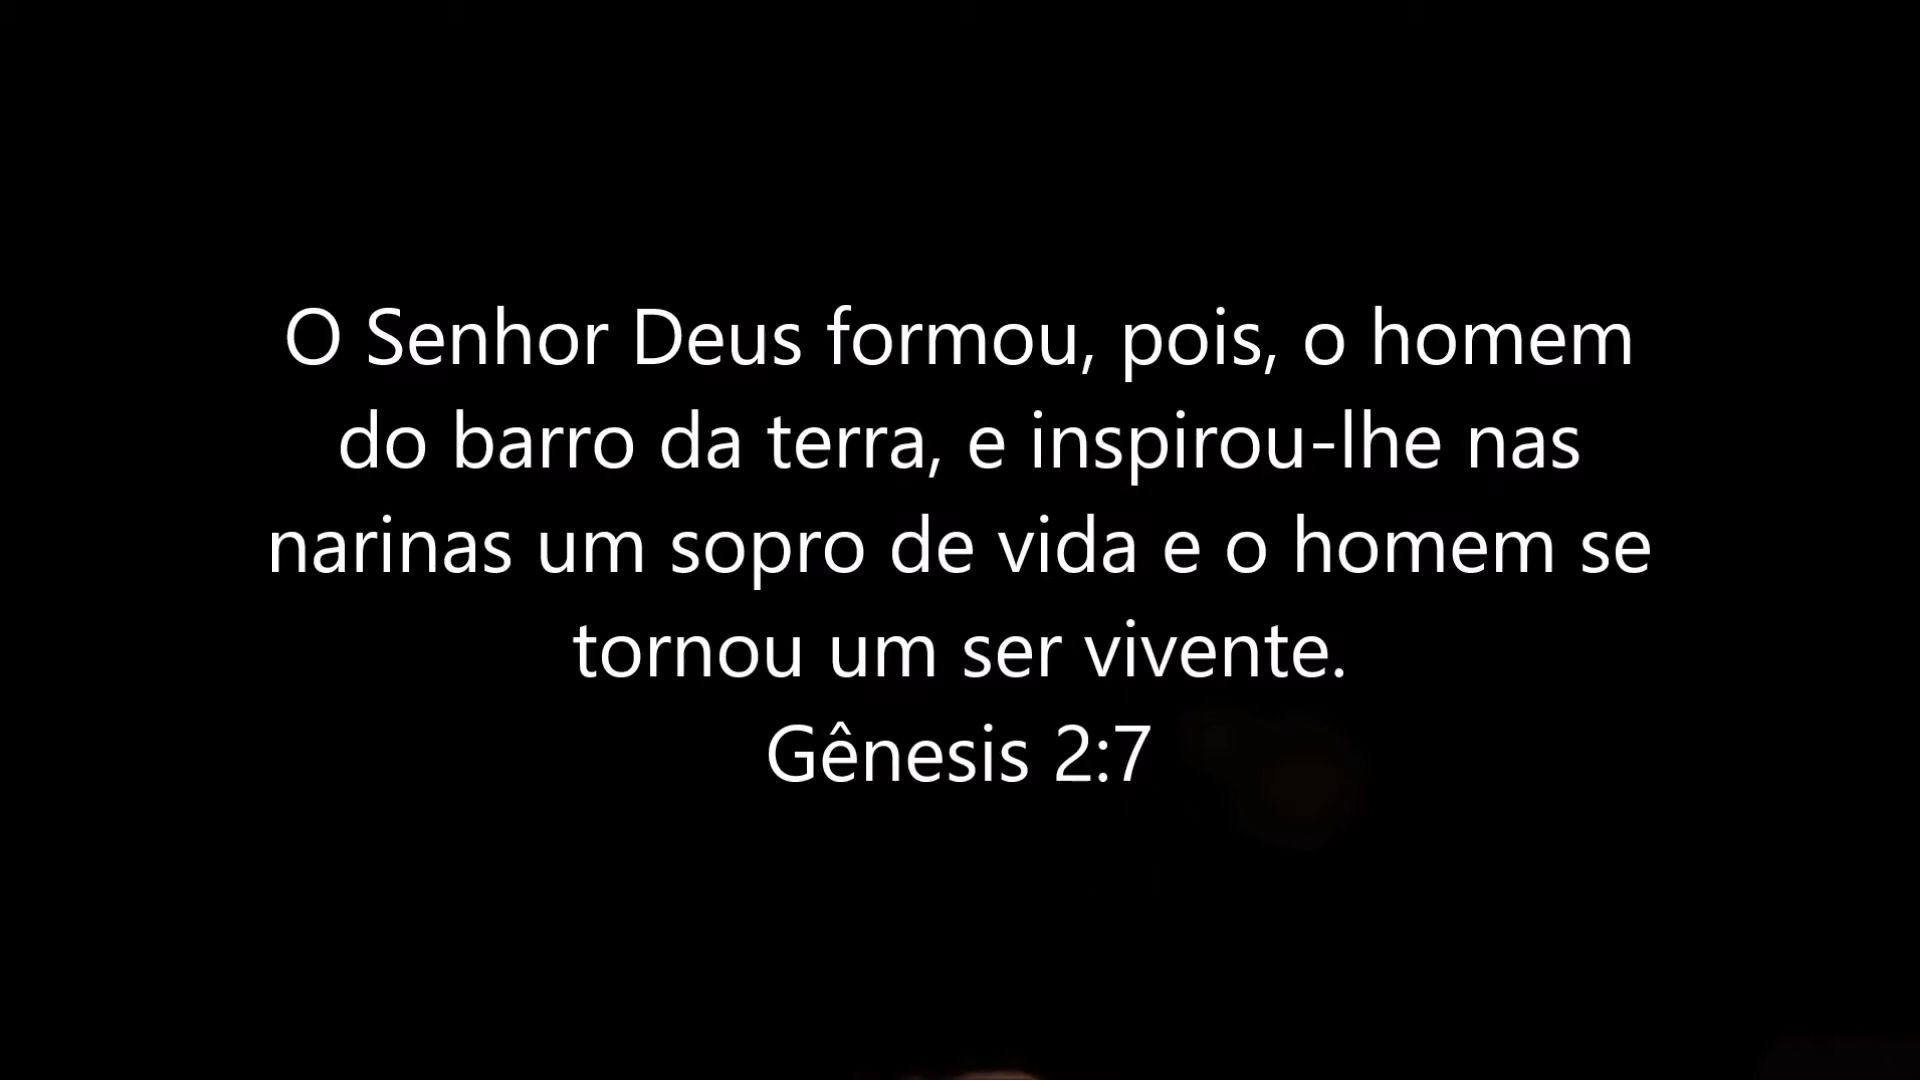 O Senhor Deus formou, pois, o homem
do barro da terra, e inspirou-lhe nas
narinas um sopro de vida e o homem se
tornou um ser vivente.
Gênesis 2:7